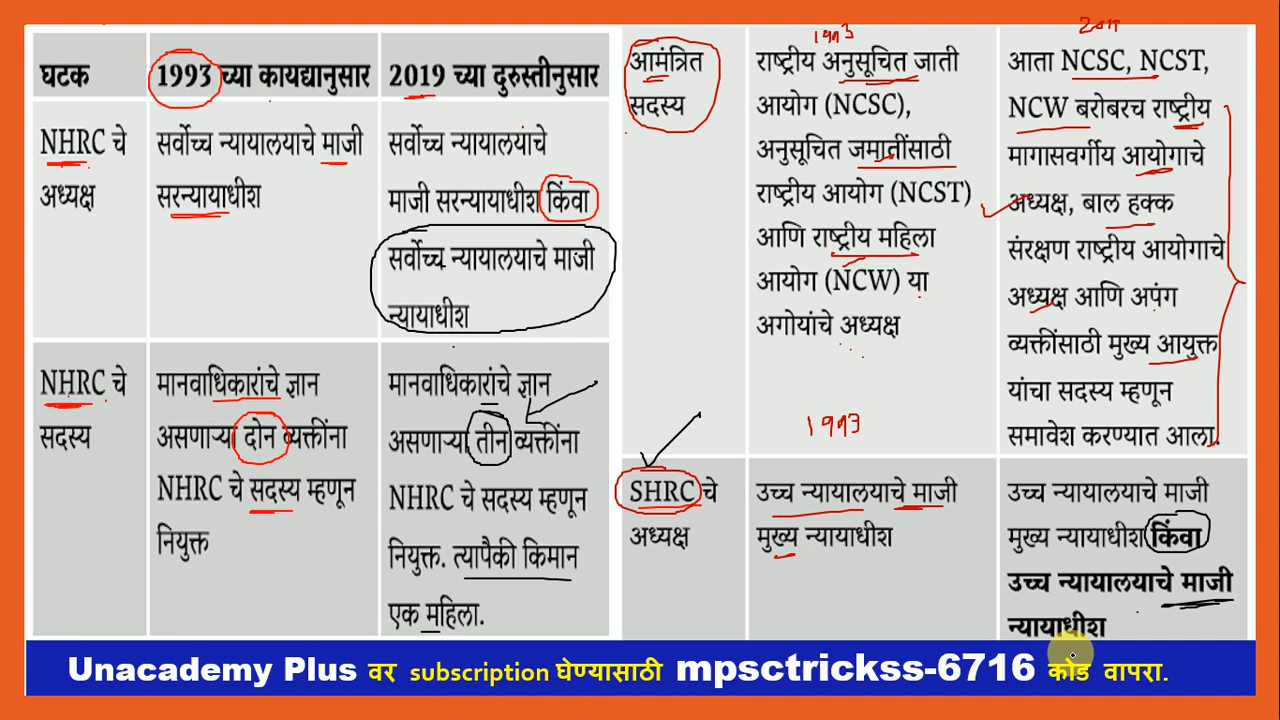 घटक
1993 च्या कायद्यानुसार
2019 च्या दुरुस्तीनुसार
NHRC चे
अध्यक्ष
सर्वोच्च न्यायालयाचे माजी
सरन्यायाधीश
सर्वोच्च न्यायालयाचे
माजी सरन्यायाधीश किंवा
सर्वोच्च न्यायालयाचे माजी
न्यायाधीश
NHRC चे
सदस्य
मानवाधिकारांचे ज्ञान
असणाऱ्या दोन व्यक्तींना
NHRC चे सदस्य म्हणून
नियुक्त
मानवाधिकारांचे ज्ञान
असणाऱ्या तीन व्यक्तींना
NHRC चे सदस्य म्हणून
नियुक्त. त्यापैकी किमान
एक महिला.
आमंत्रित
सदस्य
1993
राष्ट्रीय अनुसूचित जाती
आयोग (NCSC),
अनुसूचित जमातींसाठी
राष्ट्रीय आयोग (NCST)
आणि राष्ट्रीय महिला
आयोग (NCW) या
अगोयांचे अध्यक्ष
आता NCSC, NCST,
NCW बरोबरच राष्ट्रीय
मागासवर्गीय आयोगाचे
अध्यक्ष, बाल हक्क
संरक्षण राष्ट्रीय आयोगाचे
अध्यक्ष आणि अपंग
व्यक्तींसाठी मुख्य आयुक्त
यांचा सदस्य म्हणून
समावेश करण्यात आला.
SHRC चे
अध्यक्ष
1993
उच्च न्यायालयाचे माजी
मुख्य न्यायाधीश
उच्च न्यायालयाचे माजी
मुख्य न्यायाधीश किंवा
उच्च न्यायालयाचे माजी
न्यायाधीश
Unacademy Plus वर subscription घेण्यासाठी mpsctrickss-6716 कोड वापरा.